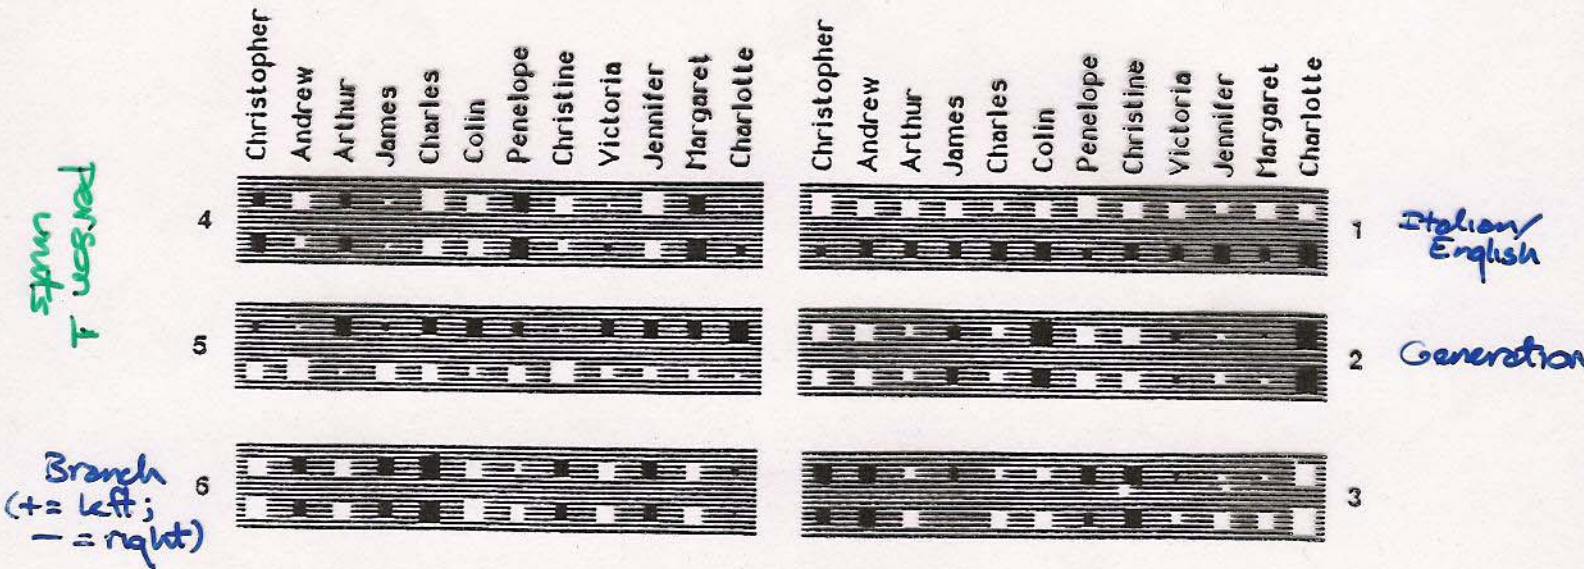 Christopher Andrew Arthur James Charles Colin Penelope Christine Victoria Jennifer Margaret Charlotte
Christopher Andrew Arthur James Charles Colin Penelope Christine Victoria Jennifer Margaret Charlotte
person 1
units
4
1
Italian/
English
5
2
Generation
Branch
(+= left;
- = right)
6
3